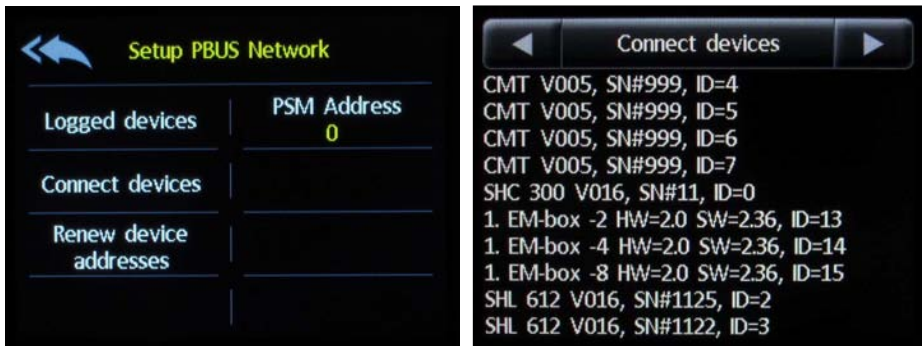 Setup PBUS Network
Logged devices
PSM Address
0
Connect devices
Renew device
addresses
Connect devices
CMT V005, SN#999, ID=4
CMT V005, SN#999, ID=5
CMT V005, SN#999, ID=6
CMT V005, SN#999, ID=7
SHC 300 V016, SN#11, ID=0
1. EM-box -2 HW=2.0 SW=2.36, ID=13
1. EM-box -4 HW=2.0 SW=2.36, ID=14
1. EM-box -8 HW=2.0 SW=2.36, ID=15
SHL 612 V016, SN#1125, ID=2
SHL 612 V016, SN#1122, ID=3